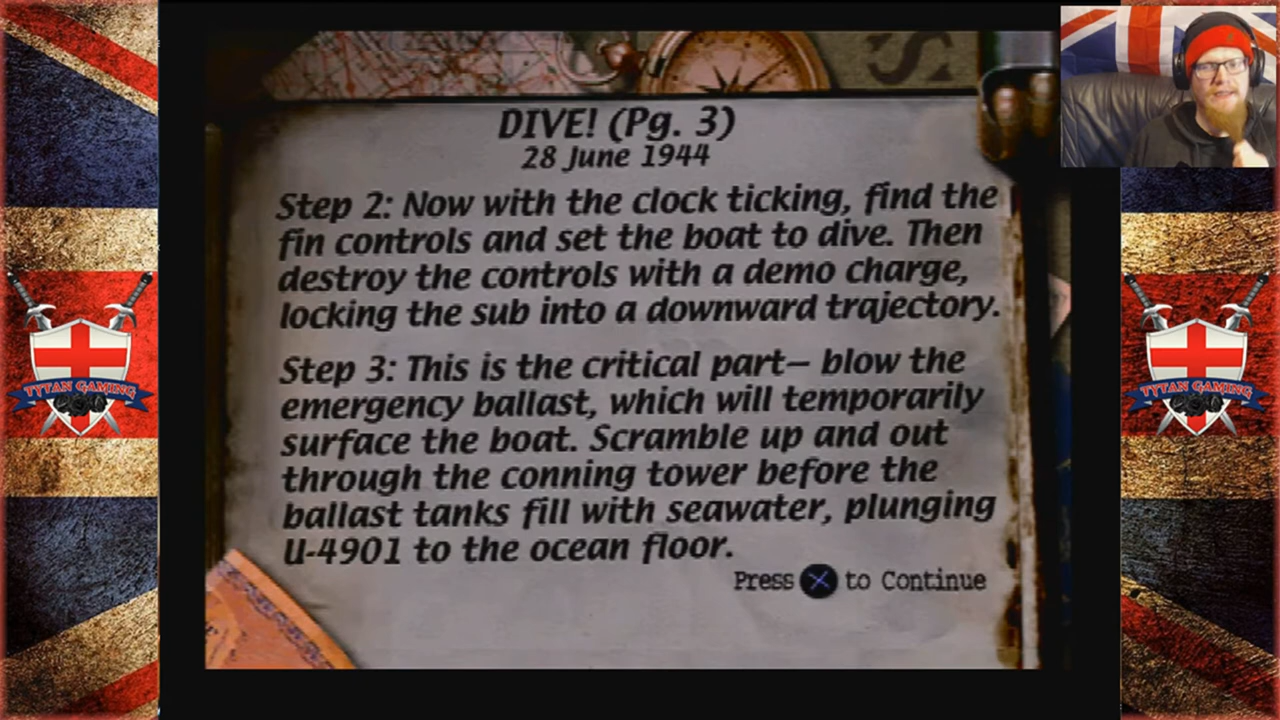 DIVE! (Pg. 3)
28 June 1944
Step 2: Now with the clock ticking, find the
fin controls and set the boat to dive. Then
destroy the controls with a demo charge,
locking the sub into a downward trajectory.
Step 3: This is the critical part— blow the
emergency ballast, which will temporarily
surface the boat. Scramble up and out
through the conning tower before the
ballast tanks fill with seawater, plunging
U-4901 to the ocean floor.
Press X to Continue
TYTAN GAMING
TYTAN GAMING